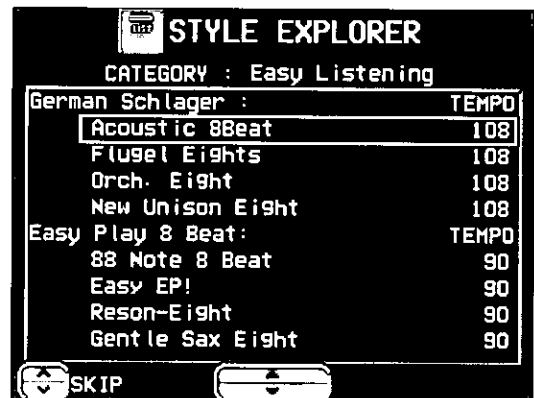 STYLE EXPLORER
CATEGORY : Easy Listening
German Schlager : TEMPO
Acoustic 8Beat 108
Flugel Eights 108
Orch. Eight 108
New Unison Eight 108
Easy Play 8 Beat: TEMPO
88 Note 8 Beat 90
Easy EP! 90
Reson-Eight 90
Gentle Sax Eight 90
SKIP